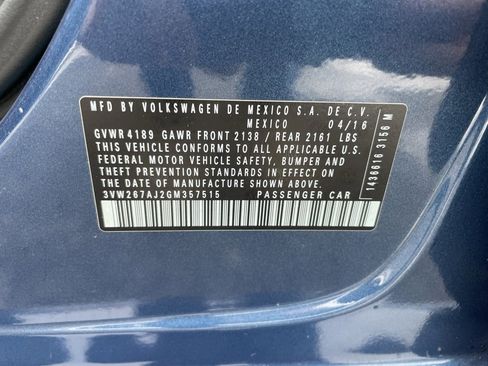 MFD BY VOLKSWAGEN DE MEXICO S.A. DE C.V.
MEXICO 04/16
GVWR 4189 GAWR FRONT 2138 / REAR 2161 LBS
THIS VEHICLE CONFORMS TO ALL APPLICABLE U.S.
FEDERAL MOTOR VEHICLE SAFETY, BUMPER AND
THEFT PREVENTION STANDARDS IN EFFECT ON
THE DATE OF MANUFACTURE SHOWN ABOVE.
3VW267AJ2GM357515 PASSENGER CAR
1436616 3156 M